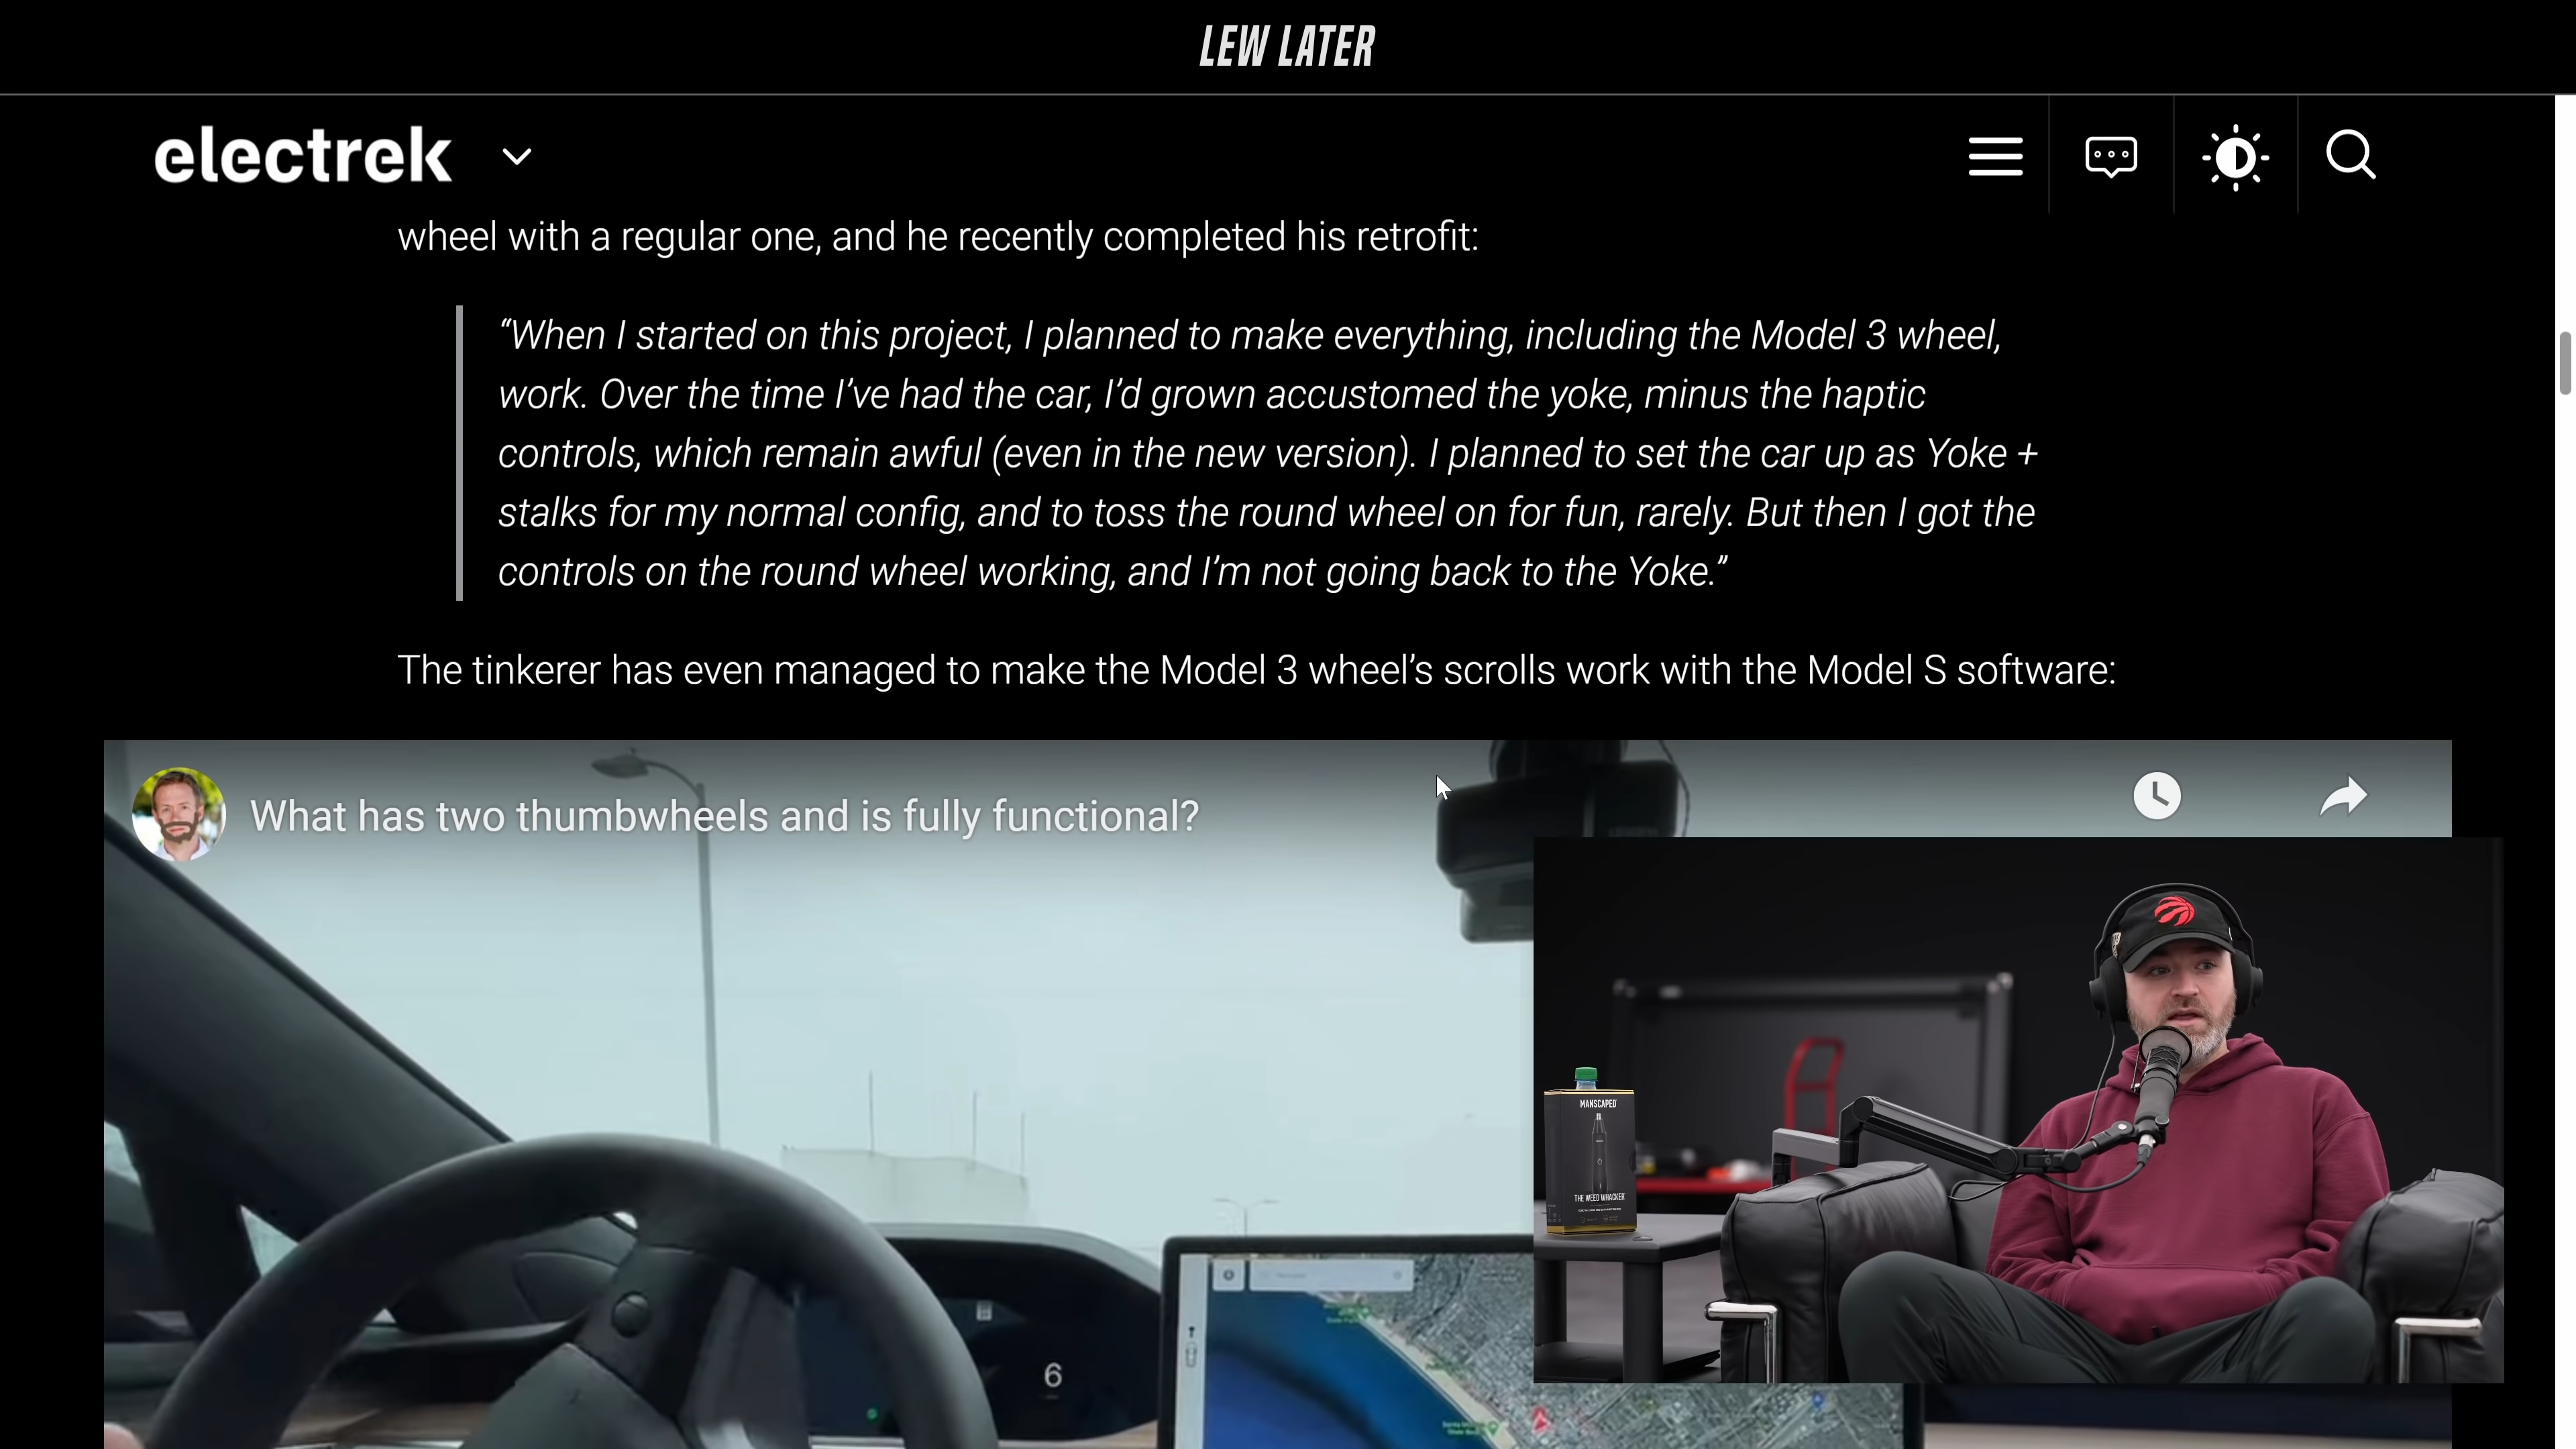 LEW LATER
electrek
wheel with a regular one, and he recently completed his retrofit:
“When I started on this project, I planned to make everything, including the Model 3 wheel,
work. Over the time I’ve had the car, I’d grown accustomed the yoke, minus the haptic
controls, which remain awful (even in the new version). I planned to set the car up as Yoke +
stalks for my normal config, and to toss the round wheel on for fun, rarely. But then I got the
controls on the round wheel working, and I’m not going back to the Yoke.”
The tinkerer has even managed to make the Model 3 wheel’s scrolls work with the Model S software:
What has two thumbwheels and is fully functional?
MANSCAPED
THE WEED WHACKER
6